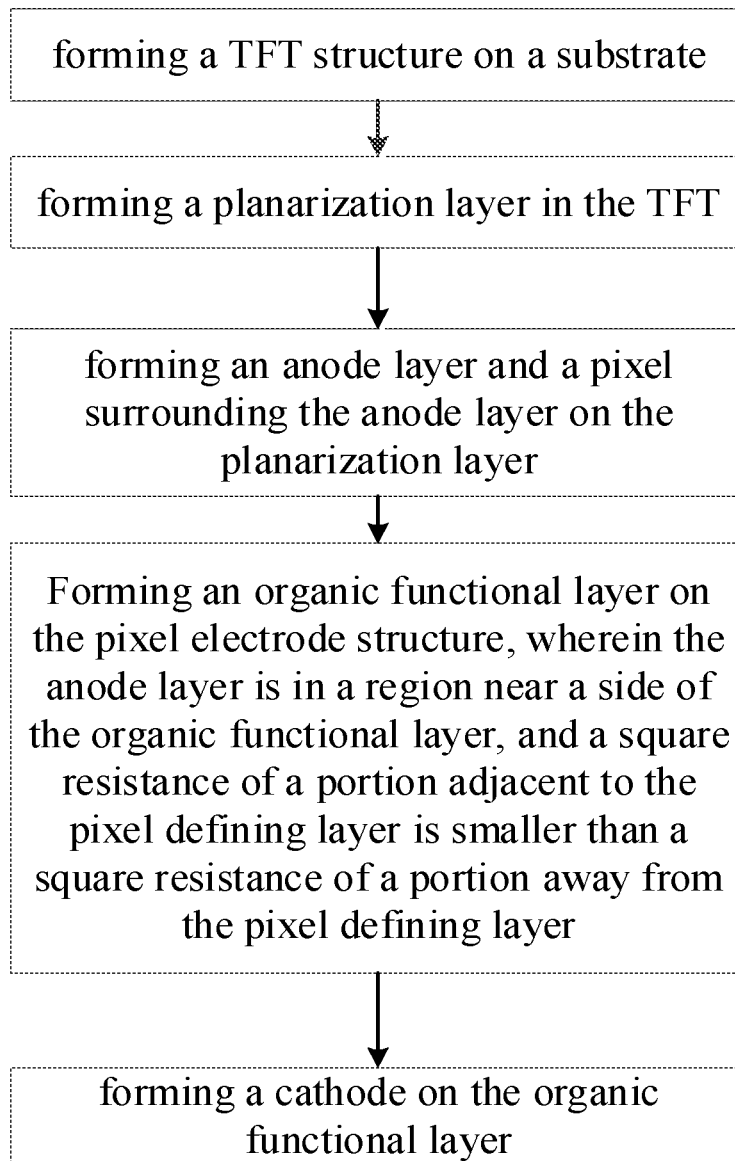 forming a TFT structure on a substrate
forming a planarization layer in the TFT
forming an anode layer and a pixel
surrounding the anode layer on the
planarization layer
Forming an organic functional layer on
the pixel electrode structure, wherein the
anode layer is in a region near a side of
the organic functional layer, and a square
resistance of a portion adjacent to the
pixel defining layer is smaller than a
square resistance of a portion away from
the pixel defining layer
forming a cathode on the organic
functional layer